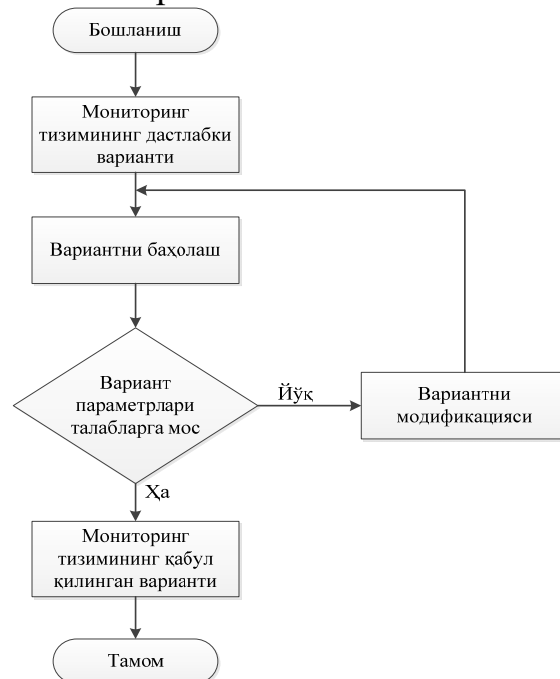 Бошланиш
Мониторинг
тизимининг дастлабки
варианти
Вариантни баҳолаш
Вариант
параметрлари
талабларга мос
Йўқ
Вариантни
модификацияси
Ҳа
Мониторинг
тизимининг қабул
қилинган варианти
Тамом